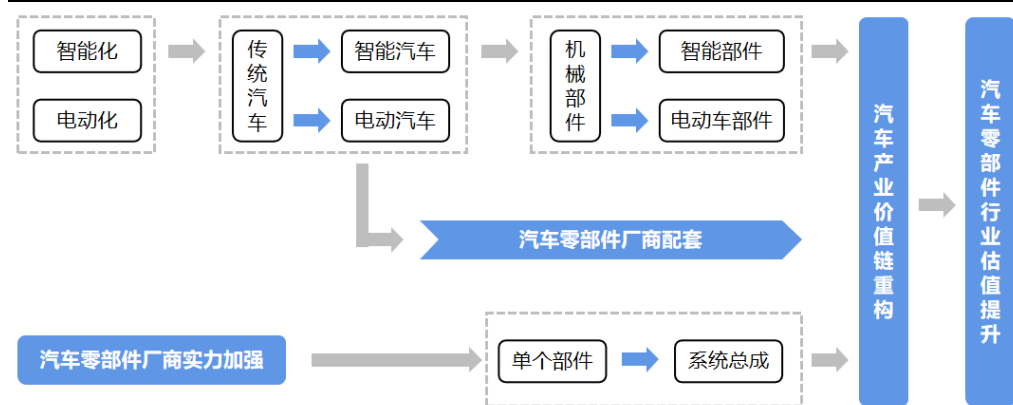 智能化
电动化
传统汽车
智能汽车
电动汽车
机械部件
智能部件
电动车部件
汽车零部件厂商配套
汽车零部件厂商实力加强
单个部件
系统总成
汽车产业价值链重构
汽车零部件行业估值提升